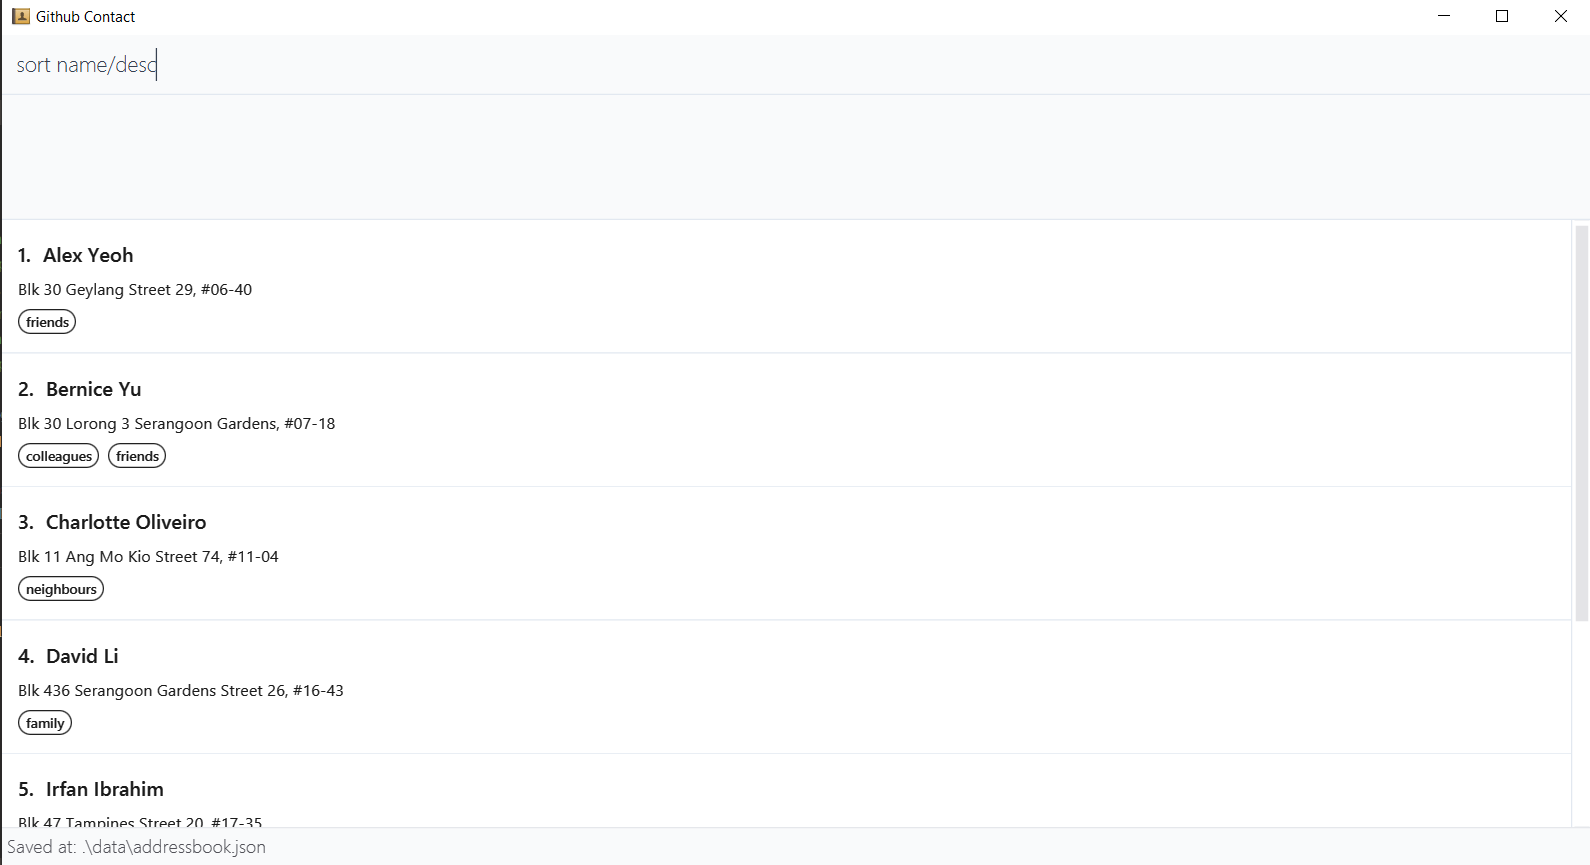 Github Contact
sort name/desc
1. Alex Yeoh
Blk 30 Geylang Street 29, #06-40
friends
2. Bernice Yu
Blk 30 Lorong 3 Serangoon Gardens, #07-18
colleagues friends
3. Charlotte Oliveiro
Blk 11 Ang Mo Kio Street 74, #11-04
neighbours
4. David Li
Blk 436 Serangoon Gardens Street 26, #16-43
family
5. Irfan Ibrahim
Blk 47 Tampines Street 20, #17-35
Saved at: .\data\addressbook.json